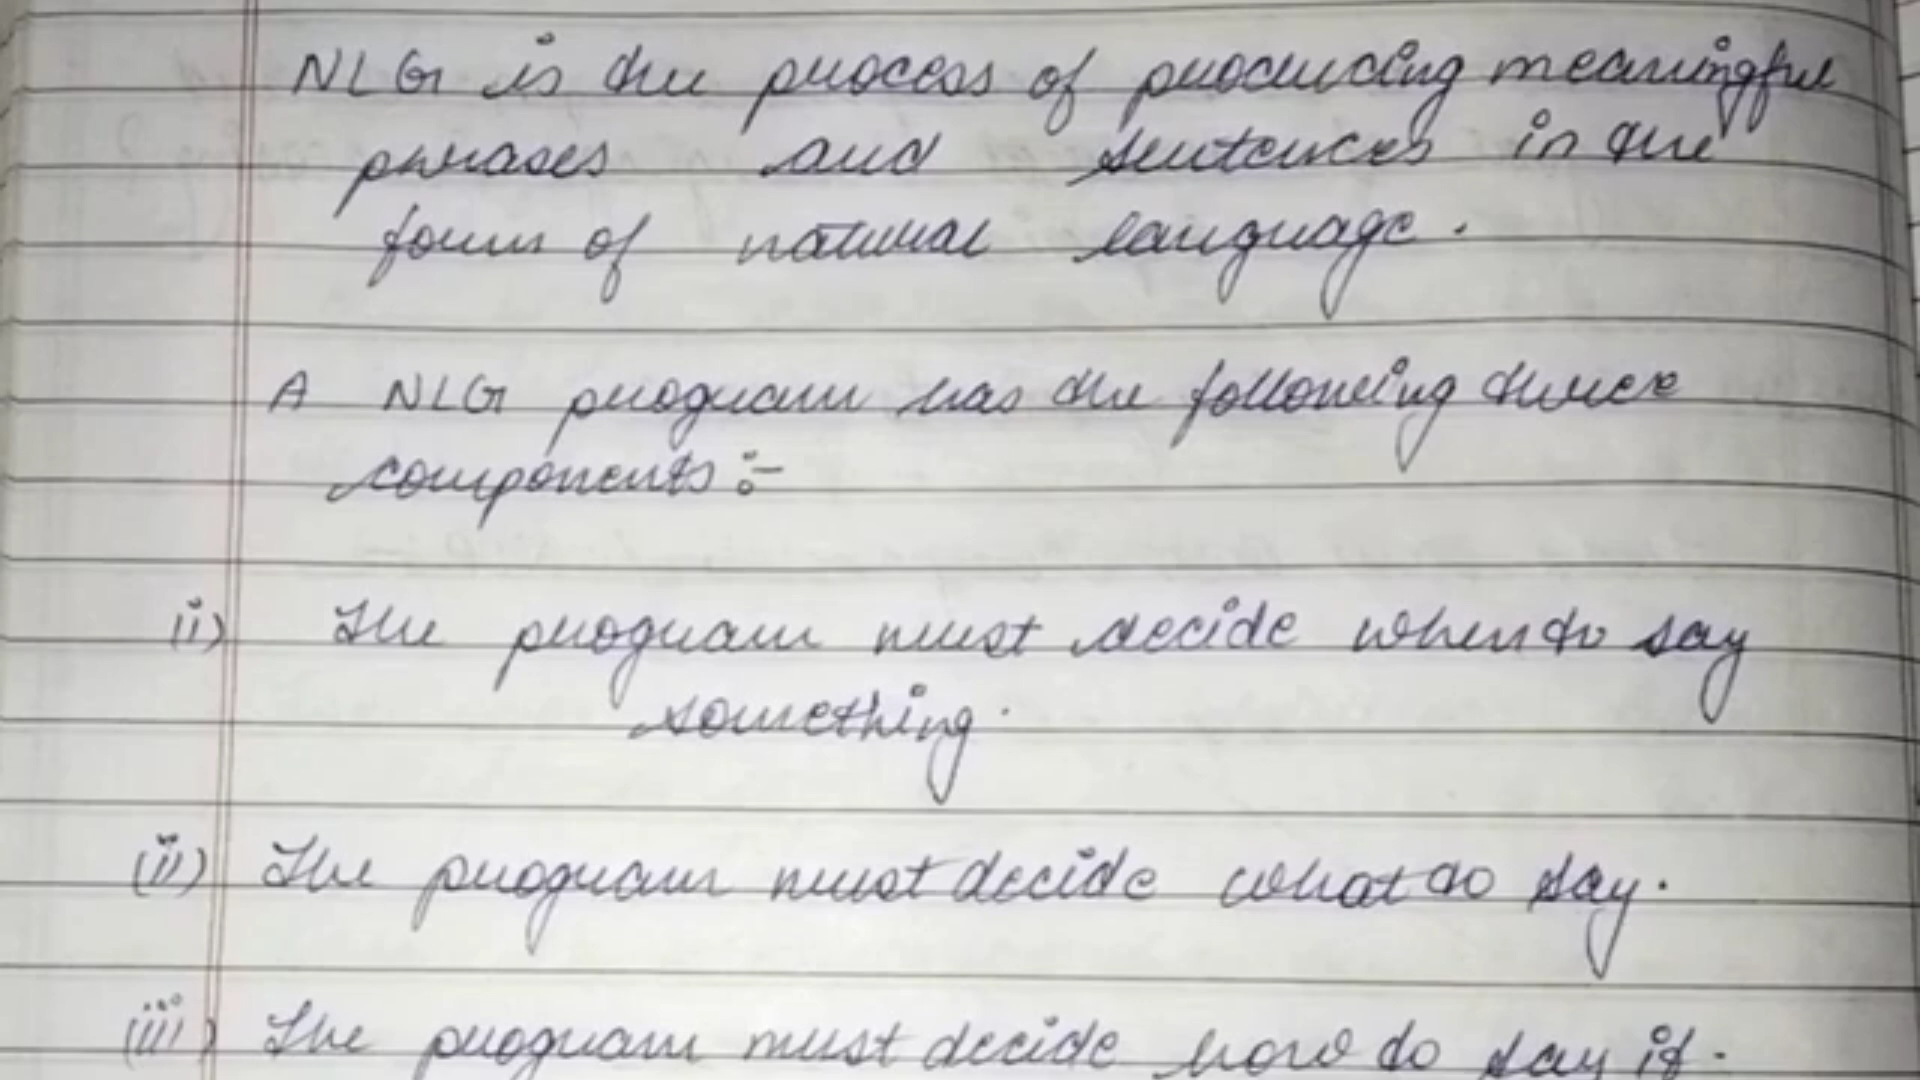 NLG is the process of producing meaningful
phrases and sentences in the
form of natural language.
A NLG program has the following three
components :-
(i) The program must decide when to say
something.
(ii) The program must decide what to say.
(iii) The program must decide how to say it.